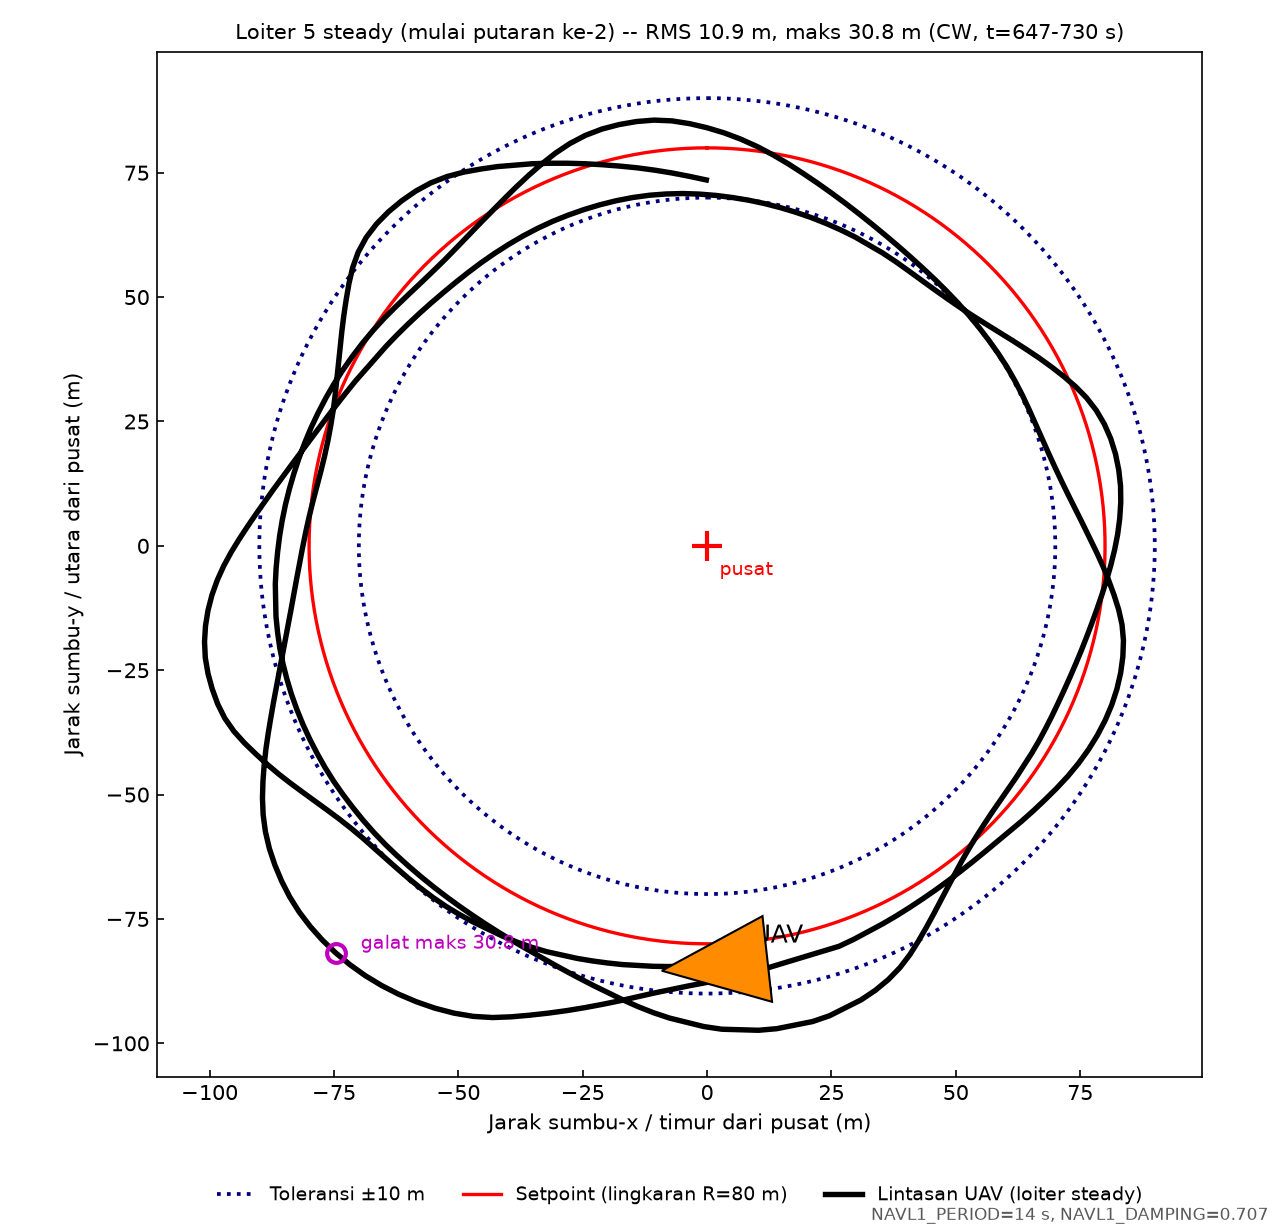 Loiter 5 steady (mulai putaran ke-2) -- RMS 10.9 m, maks 30.8 m (CW, t=647-730 s)
Jarak sumbu-y / utara dari pusat (m)
75
50
25
0
−25
−50
−75
−100
pusat
UAV
galat maks 30.8 m
−100 −75 −50 −25 0 25 50 75
Jarak sumbu-x / timur dari pusat (m)
Toleransi ±10 m Setpoint (lingkaran R=80 m) Lintasan UAV (loiter steady)
NAVL1_PERIOD=14 s, NAVL1_DAMPING=0.707